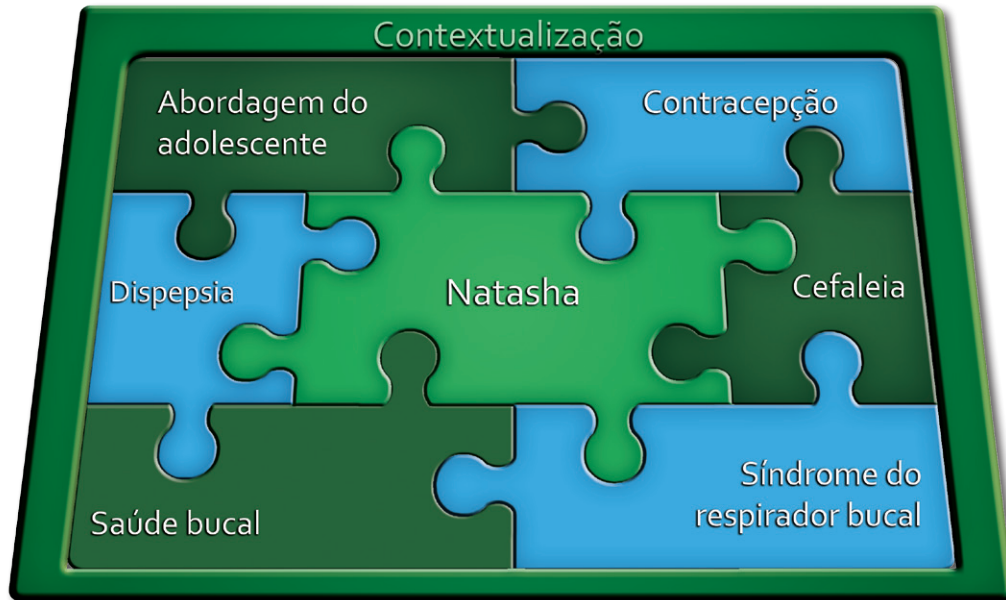 Contextualização
Abordagem do
adolescente
Contracepção
Dispepsia
Natasha
Cefaleia
Saúde bucal
Síndrome do
respirador bucal